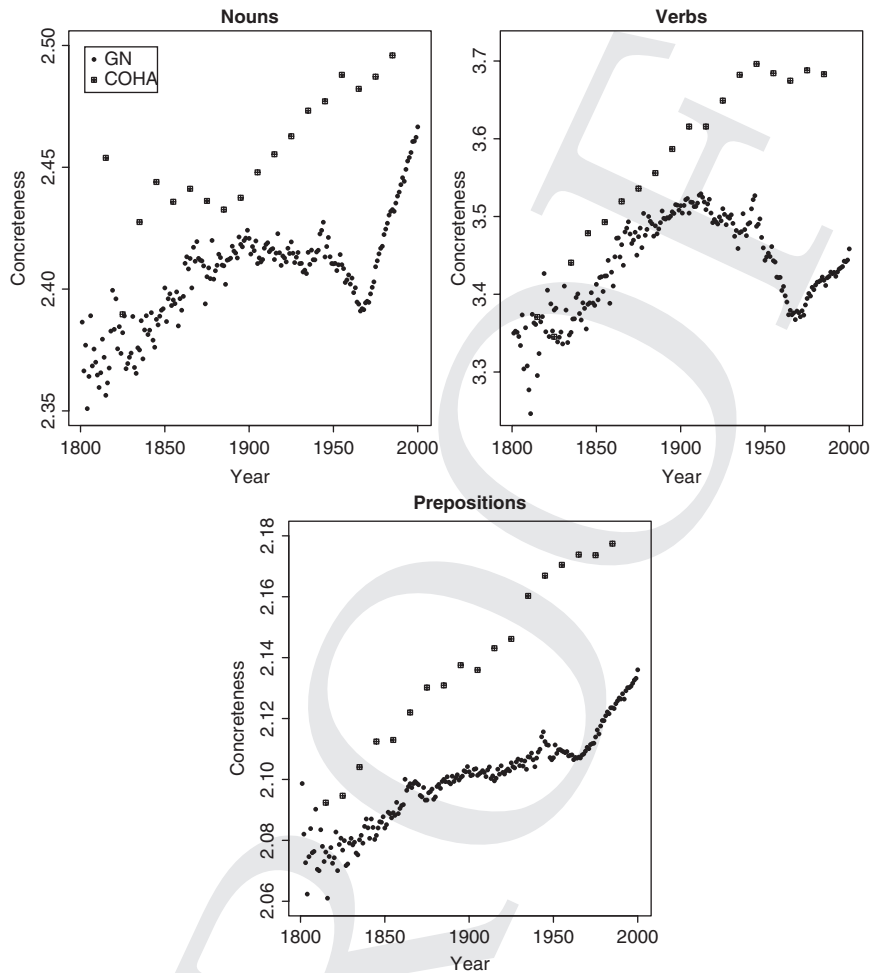 Nouns
2.50
2.45
2.40
2.35
Concreteness
GN
COHA
1800 1850 1900 1950 2000
Year
Verbs
3.7
3.6
3.5
3.4
3.3
Concreteness
1800 1850 1900 1950 2000
Year
Prepositions
2.18
2.16
2.14
2.12
2.10
2.08
2.06
Concreteness
1800 1850 1900 1950 2000
Year